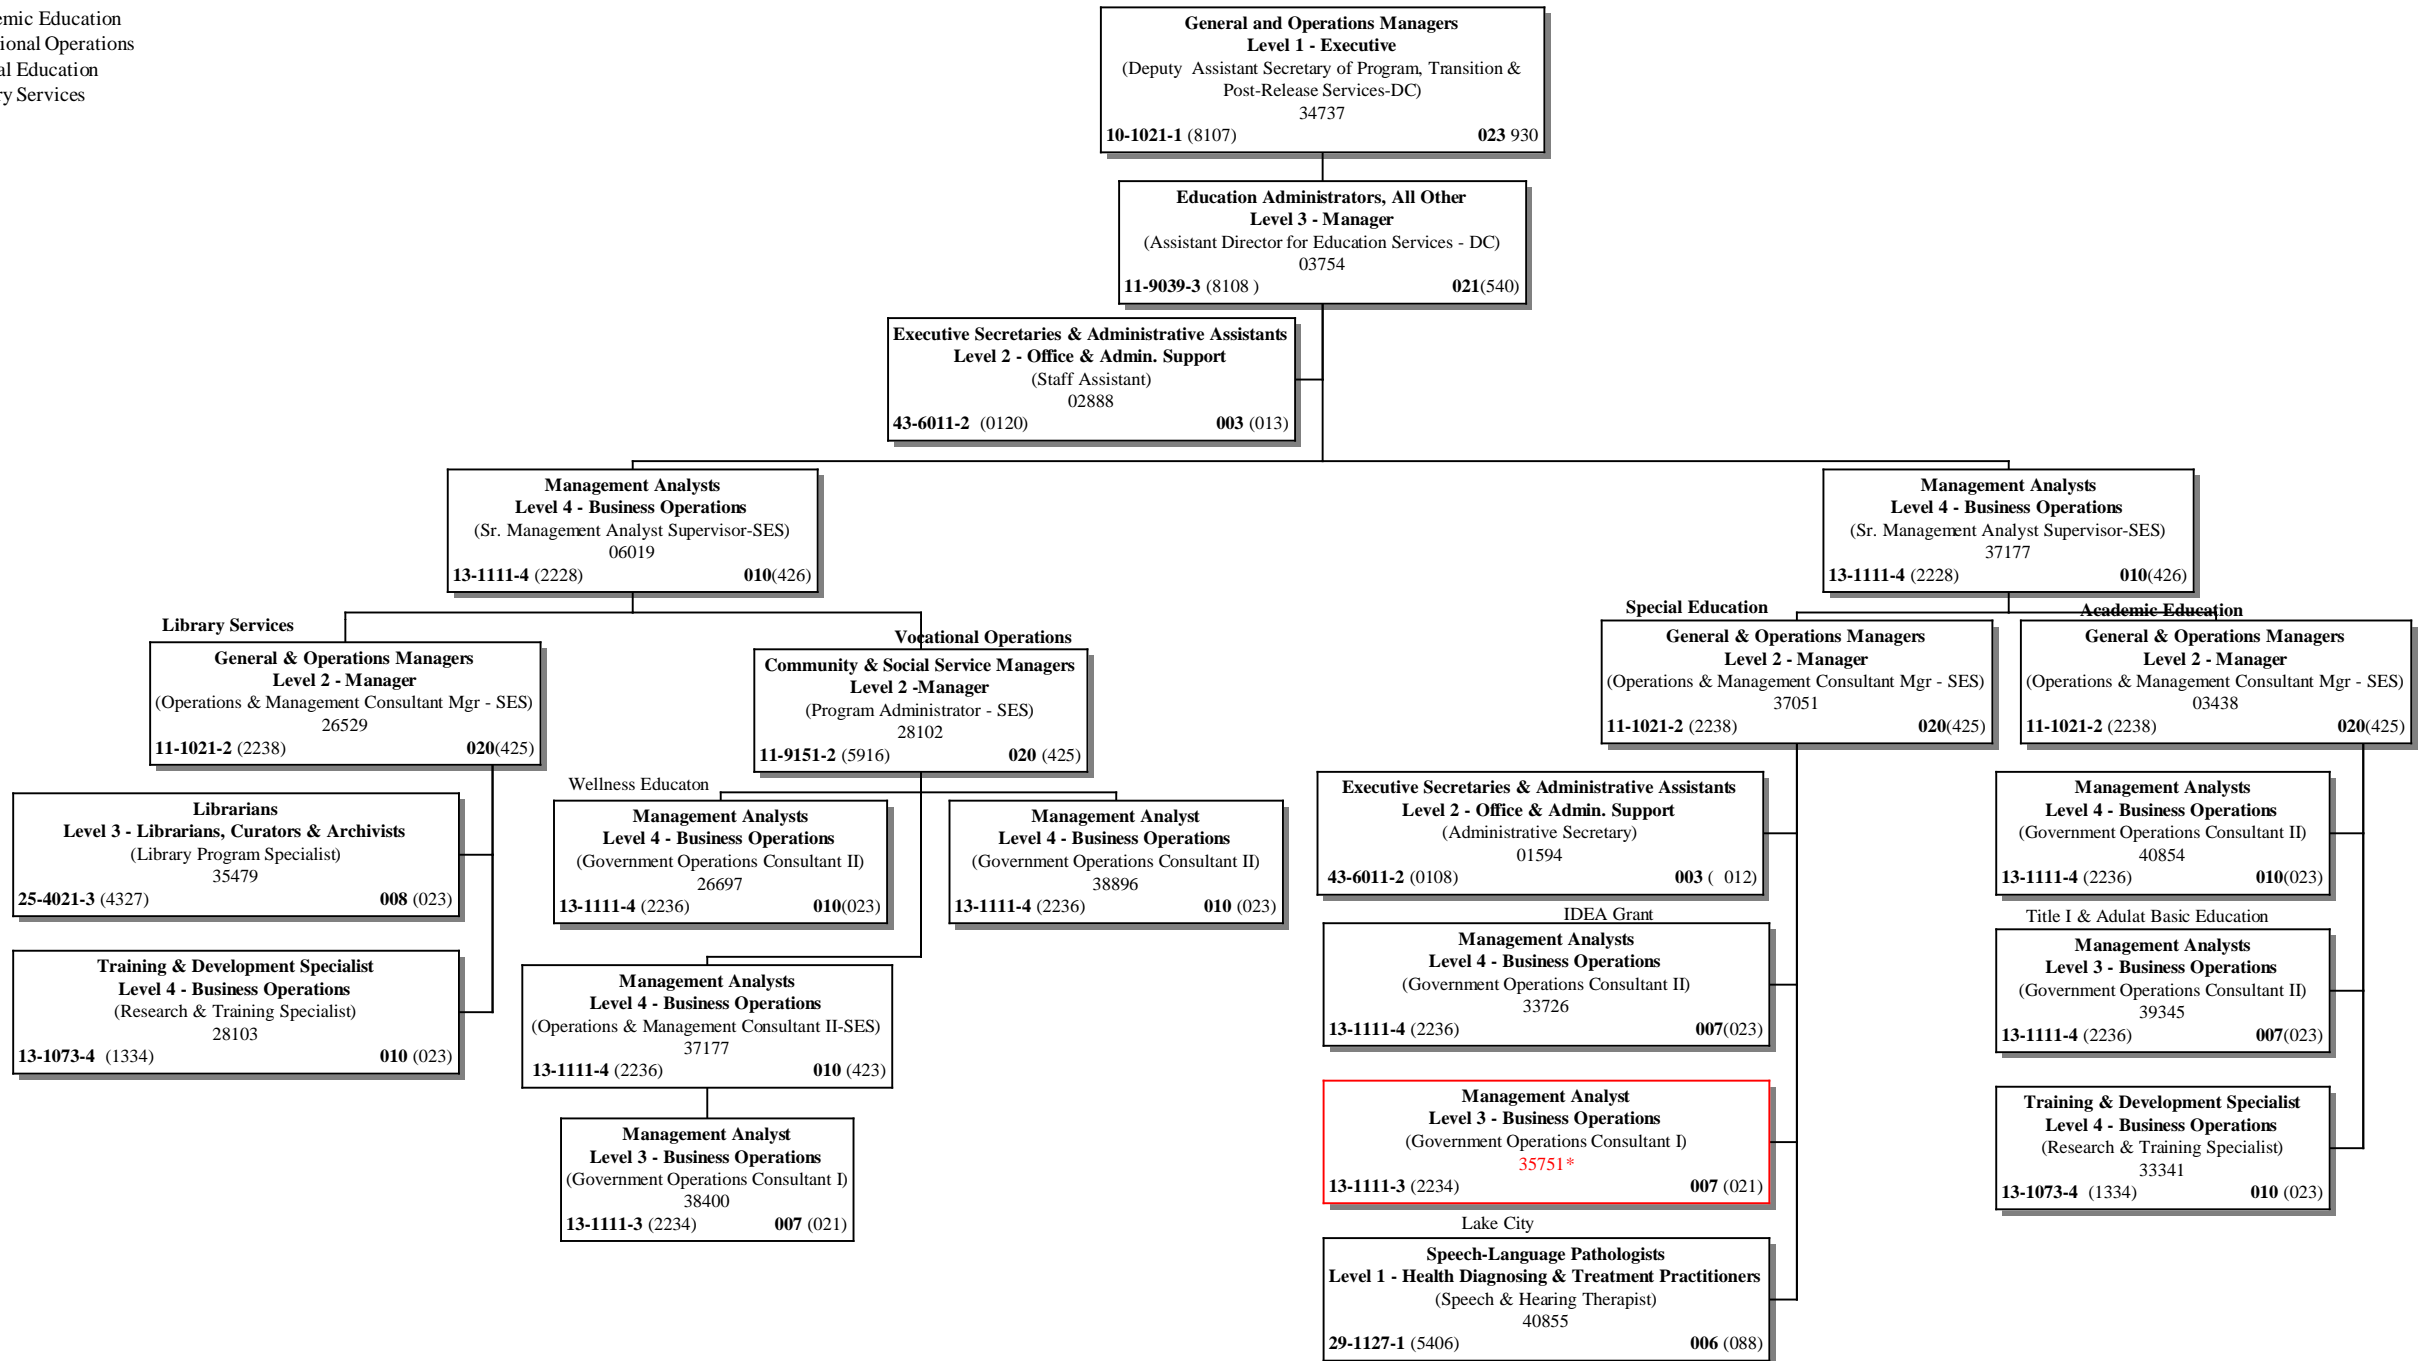 emic Education
ional Operations
al Education
ry Services
General and Operations Managers
Level 1 - Executive
(Deputy Assistant Secretary of Program, Transition &
Post-Release Services-DC)
34737
10-1021-1 (8107) 023 930
Education Administrators, All Other
Level 3 - Manager
(Assistant Director for Education Services - DC)
03754
11-9039-3 (8108 ) 021(540)
Executive Secretaries & Administrative Assistants
Level 2 - Office & Admin. Support
(Staff Assistant)
02888
43-6011-2 (0120) 003 (013)
Management Analysts
Level 4 - Business Operations
(Sr. Management Analyst Supervisor-SES)
06019
13-1111-4 (2228) 010(426)
Management Analysts
Level 4 - Business Operations
(Sr. Management Analyst Supervisor-SES)
37177
13-1111-4 (2228) 010(426)
Library Services
General & Operations Managers
Level 2 - Manager
(Operations & Management Consultant Mgr - SES)
26529
11-1021-2 (2238) 020(425)
Librarians
Level 3 - Librarians, Curators & Archivists
(Library Program Specialist)
35479
25-4021-3 (4327) 008 (023)
Training & Development Specialist
Level 4 - Business Operations
(Research & Training Specialist)
28103
13-1073-4 (1334) 010 (023)
Vocational Operations
Community & Social Service Managers
Level 2 -Manager
(Program Administrator - SES)
28102
11-9151-2 (5916) 020 (425)
Wellness Educaton
Management Analysts
Level 4 - Business Operations
(Government Operations Consultant II)
26697
13-1111-4 (2236) 010(023)
Management Analyst
Level 4 - Business Operations
(Government Operations Consultant II)
38896
13-1111-4 (2236) 010 (023)
Management Analysts
Level 4 - Business Operations
(Operations & Management Consultant II-SES)
37177
13-1111-4 (2236) 010 (423)
Management Analyst
Level 3 - Business Operations
(Government Operations Consultant I)
38400
13-1111-3 (2234) 007 (021)
Special Education
General & Operations Managers
Level 2 - Manager
(Operations & Management Consultant Mgr - SES)
37051
11-1021-2 (2238) 020(425)
Executive Secretaries & Administrative Assistants
Level 2 - Office & Admin. Support
(Administrative Secretary)
01594
43-6011-2 (0108) 003 ( 012)
IDEA Grant
Management Analysts
Level 4 - Business Operations
(Government Operations Consultant II)
33726
13-1111-4 (2236) 007(023)
Management Analyst
Level 3 - Business Operations
(Government Operations Consultant I)
35751*
13-1111-3 (2234) 007 (021)
Lake City
Speech-Language Pathologists
Level 1 - Health Diagnosing & Treatment Practitioners
(Speech & Hearing Therapist)
40855
29-1127-1 (5406) 006 (088)
Academic Education
General & Operations Managers
Level 2 - Manager
(Operations & Management Consultant Mgr - SES)
03438
11-1021-2 (2238) 020(425)
Management Analysts
Level 4 - Business Operations
(Government Operations Consultant II)
40854
13-1111-4 (2236) 010(023)
Title I & Adulat Basic Education
Management Analysts
Level 3 - Business Operations
(Government Operations Consultant II)
39345
13-1111-4 (2236) 007(023)
Training & Development Specialist
Level 4 - Business Operations
(Research & Training Specialist)
33341
13-1073-4 (1334) 010 (023)